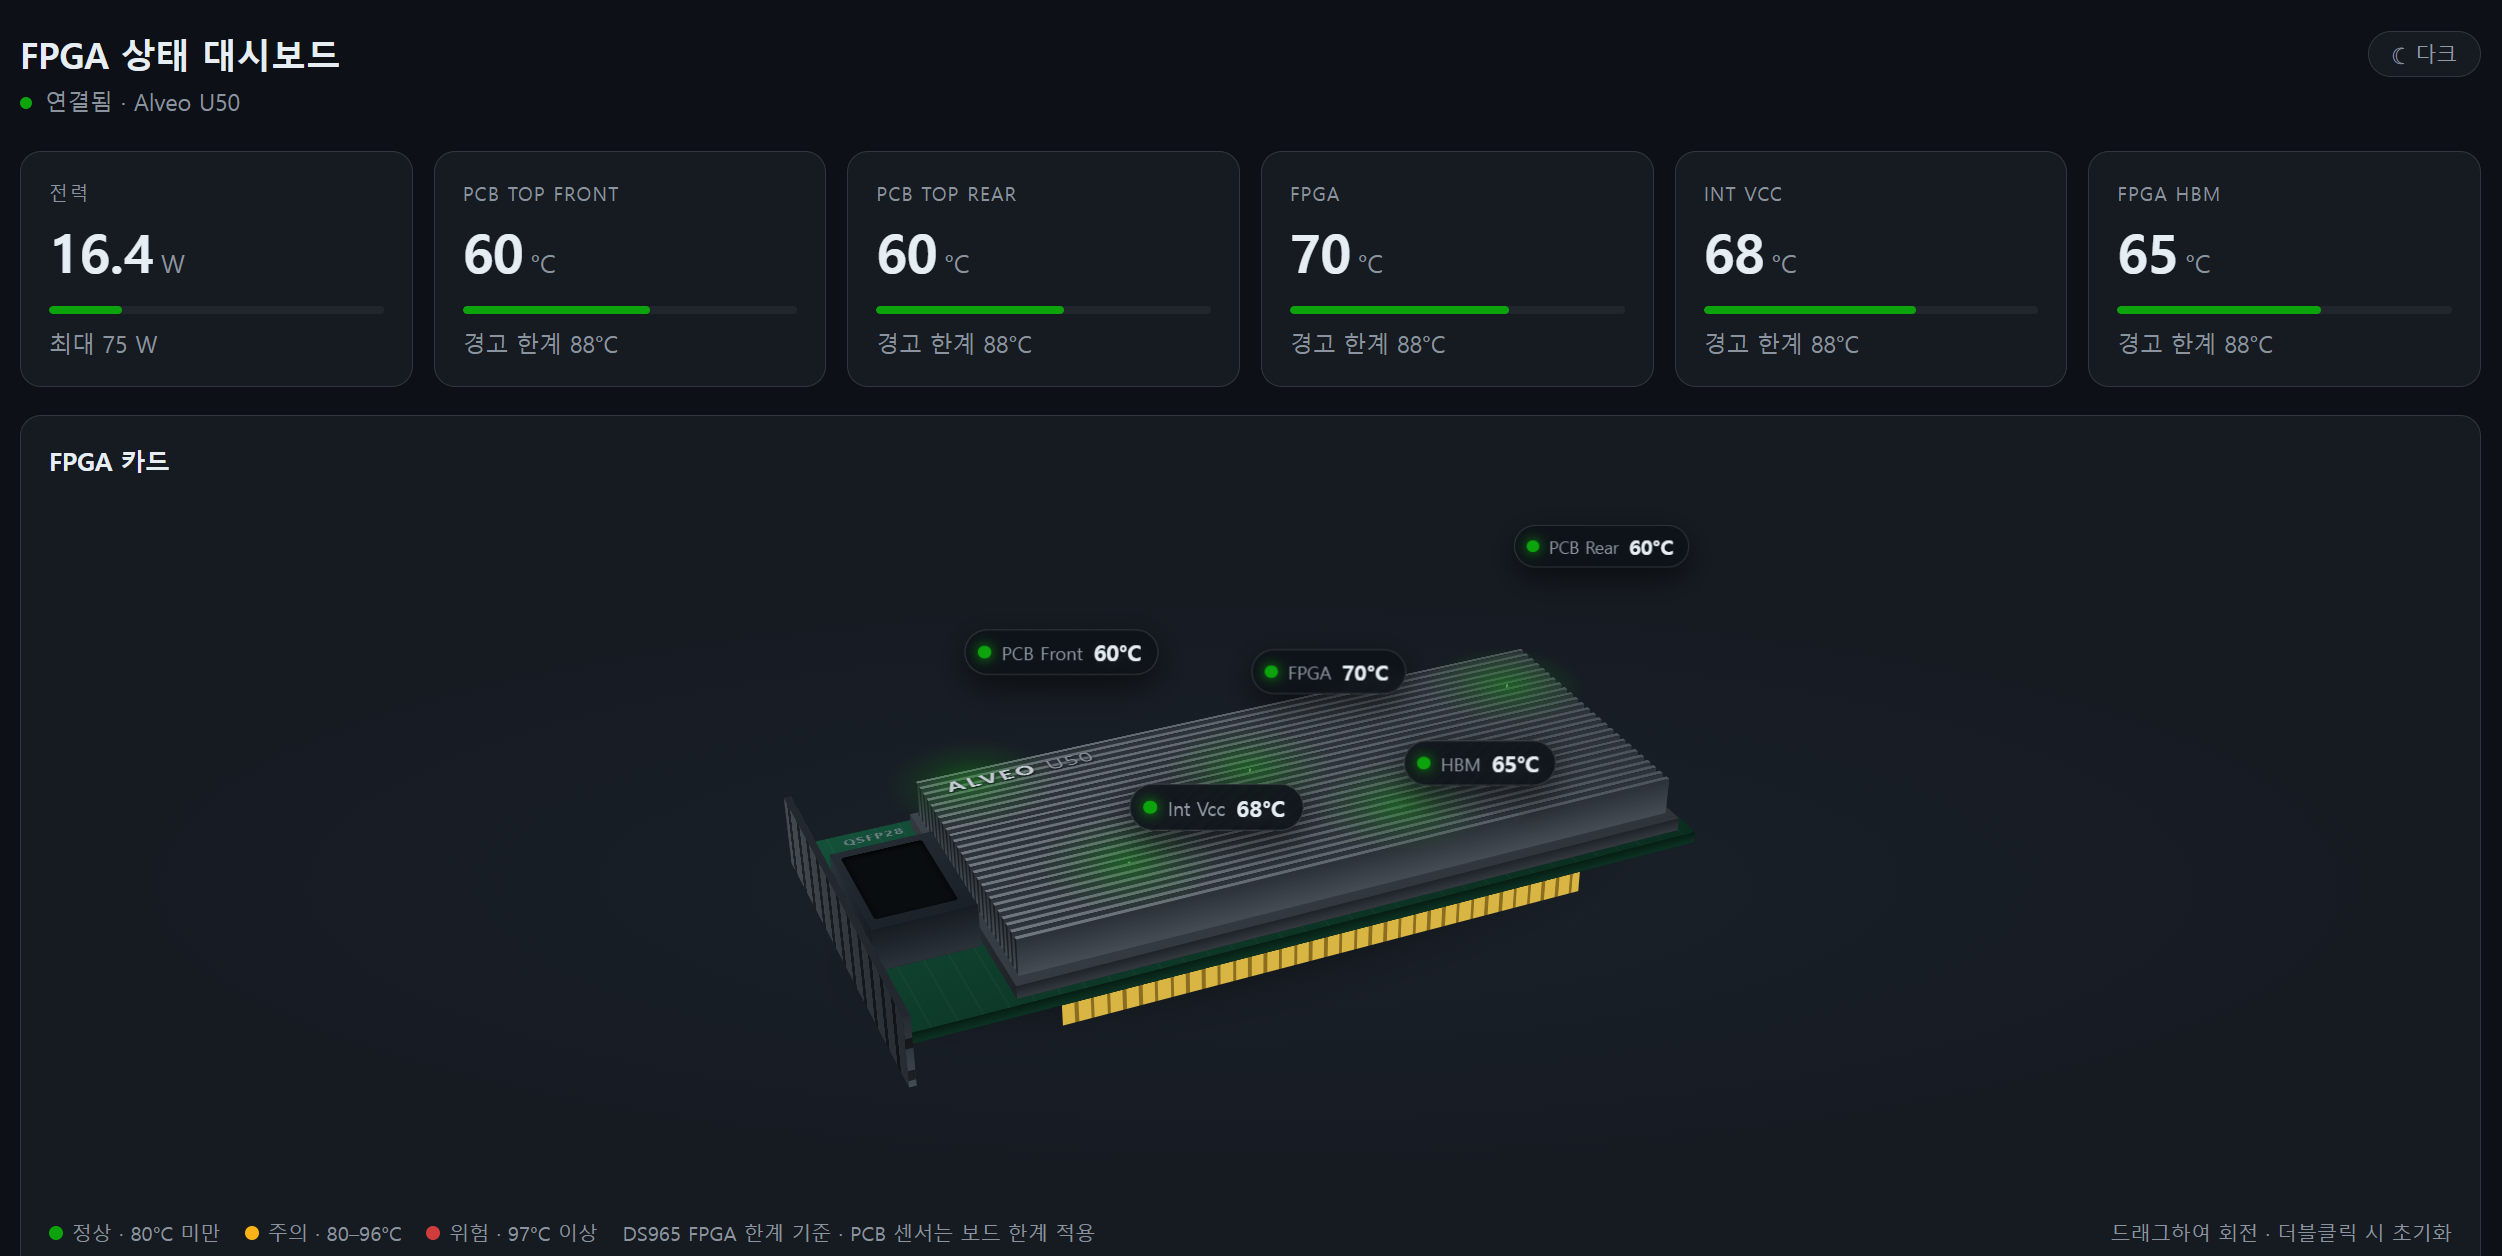 FPGA 상태 대시보드
☾ 다크
연결됨 · Alveo U50
전력
16.4 W
최대 75 W
PCB TOP FRONT
60 °C
경고 한계 88°C
PCB TOP REAR
60 °C
경고 한계 88°C
FPGA
70 °C
경고 한계 88°C
INT VCC
68 °C
경고 한계 88°C
FPGA HBM
65 °C
경고 한계 88°C
FPGA 카드
PCB Rear 60°C
PCB Front 60°C
FPGA 70°C
HBM 65°C
Int Vcc 68°C
ALVEO U50
QSFP28
정상 · 80°C 미만 주의 · 80–96°C 위험 · 97°C 이상 DS965 FPGA 한계 기준 · PCB 센서는 보드 한계 적용
드래그하여 회전 · 더블클릭 시 초기화